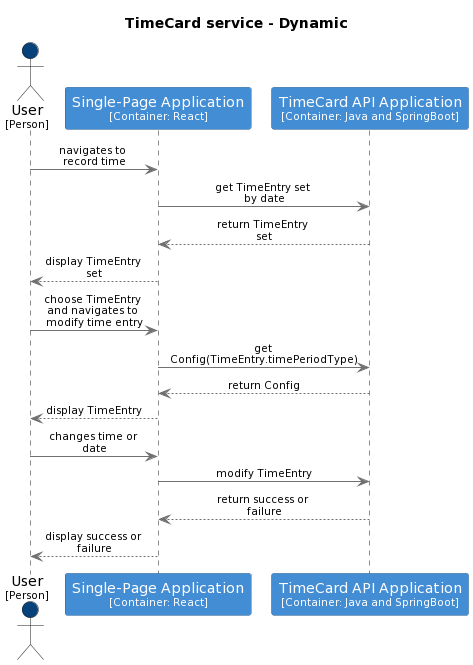 TimeCard service - Dynamic
User
[Person]
Single-Page Application
[Container: React]
TimeCard API Application
[Container: Java and SpringBoot]
navigates to
record time
get TimeEntry set
by date
return TimeEntry
set
display TimeEntry
set
choose TimeEntry
and navigates to
modify time entry
get
Config(TimeEntry.timePeriodType)
return Config
display TimeEntry
changes time or
date
modify TimeEntry
return success or
failure
display success or
failure
User
[Person]
Single-Page Application
[Container: React]
TimeCard API Application
[Container: Java and SpringBoot]